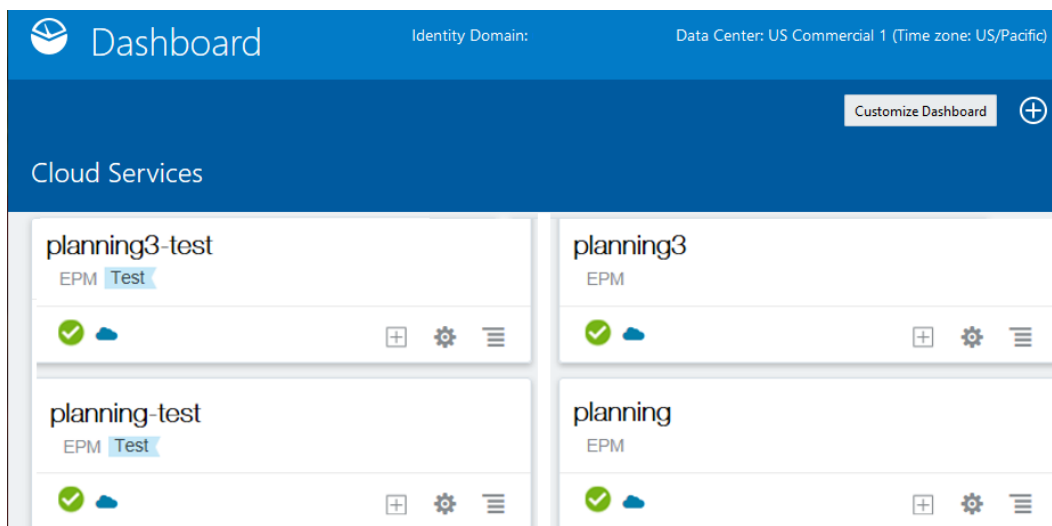 Dashboard
Identity Domain:
Data Center: US Commercial 1 (Time zone: US/Pacific)
Customize Dashboard
Cloud Services
planning3-test
EPM Test
planning3
EPM
planning-test
EPM Test
planning
EPM